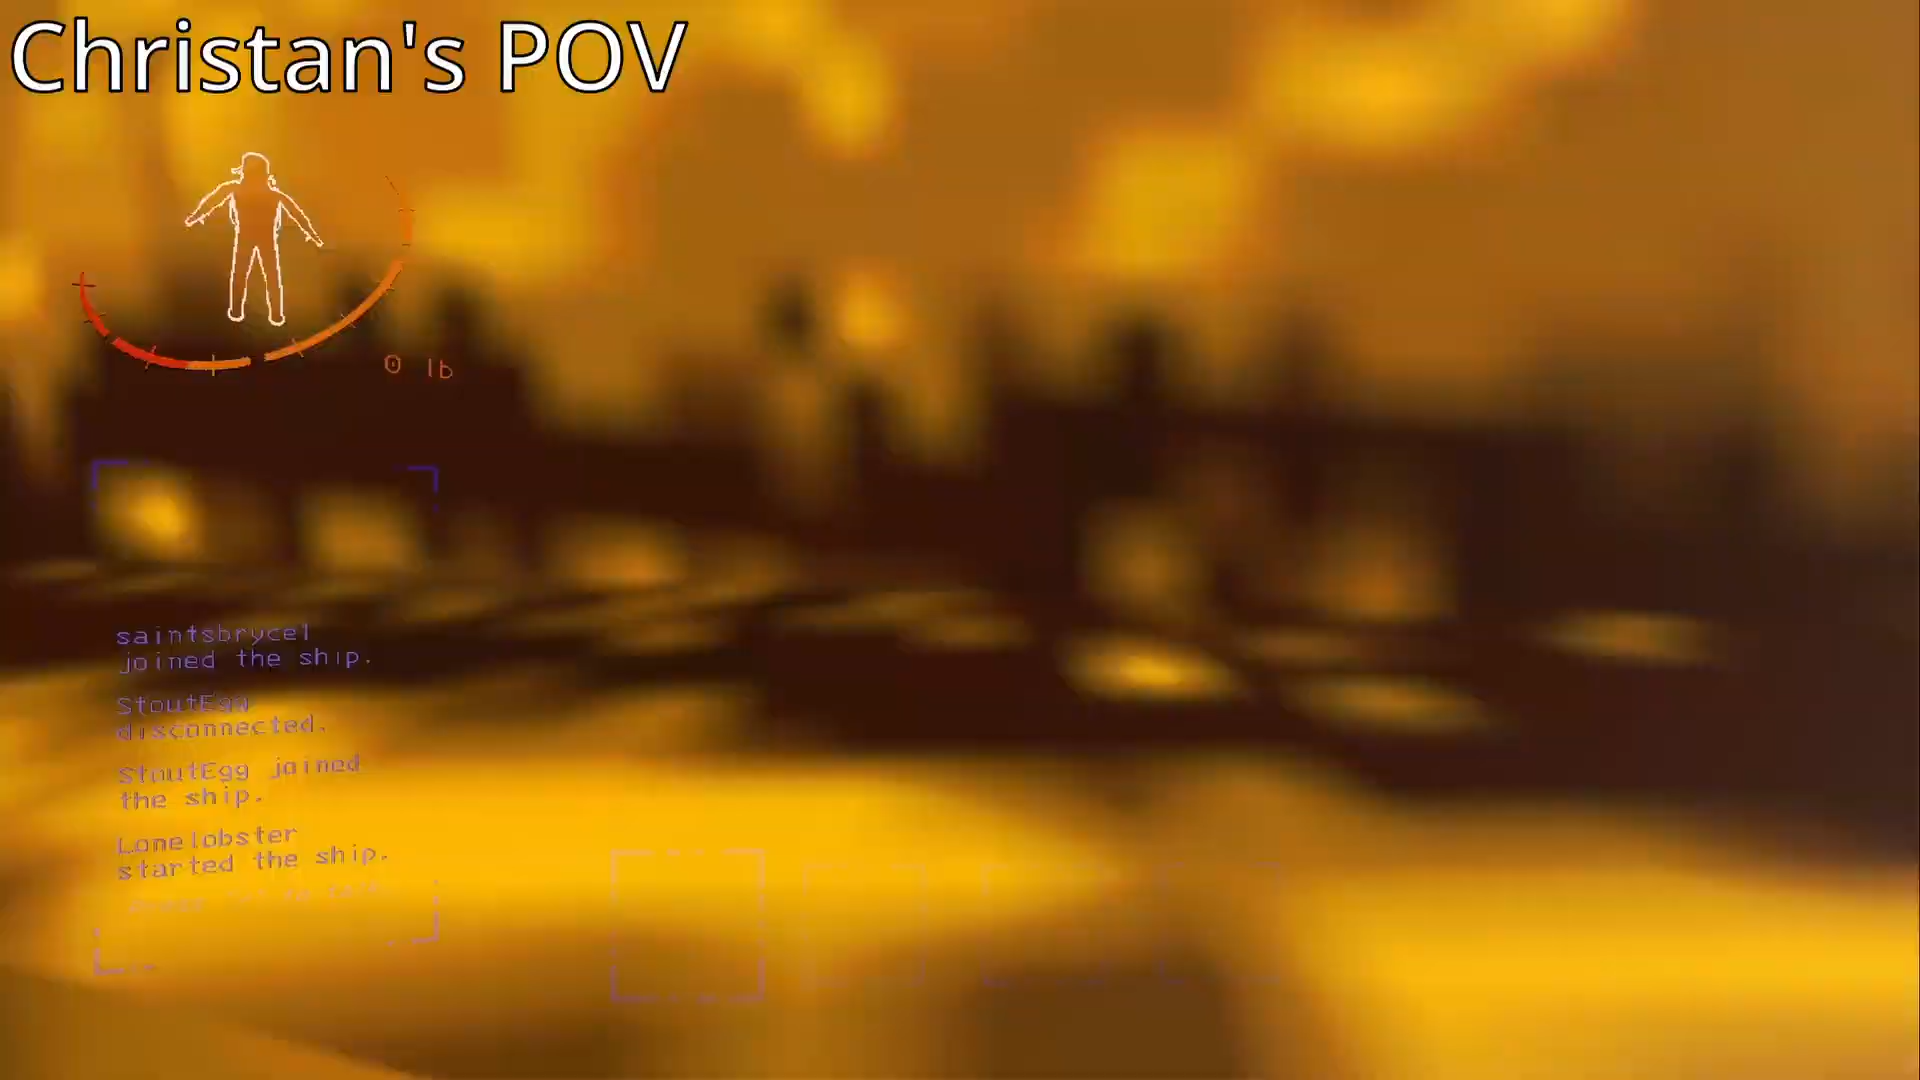 Christan's POV
0 lb
saintsbryce1
joined the ship.
StoutEgg
disconnected.
StoutEgg joined
the ship.
Lonelobster
started the ship.